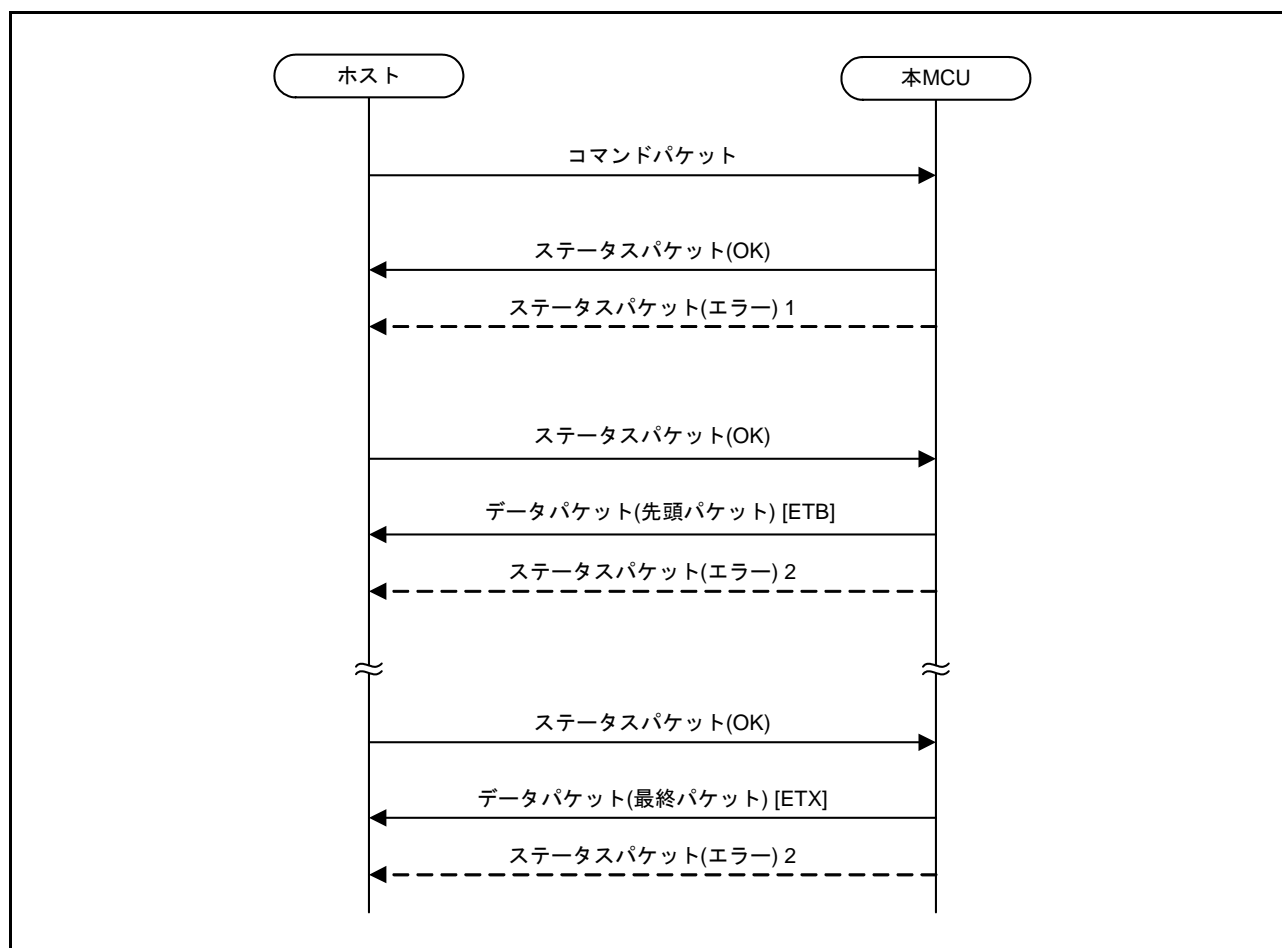 ホスト
本MCU
コマンドパケット
ステータスパケット(OK)
ステータスパケット(エラー) 1
ステータスパケット(OK)
データパケット(先頭パケット) [ETB]
ステータスパケット(エラー) 2
ステータスパケット(OK)
データパケット(最終パケット) [ETX]
ステータスパケット(エラー) 2